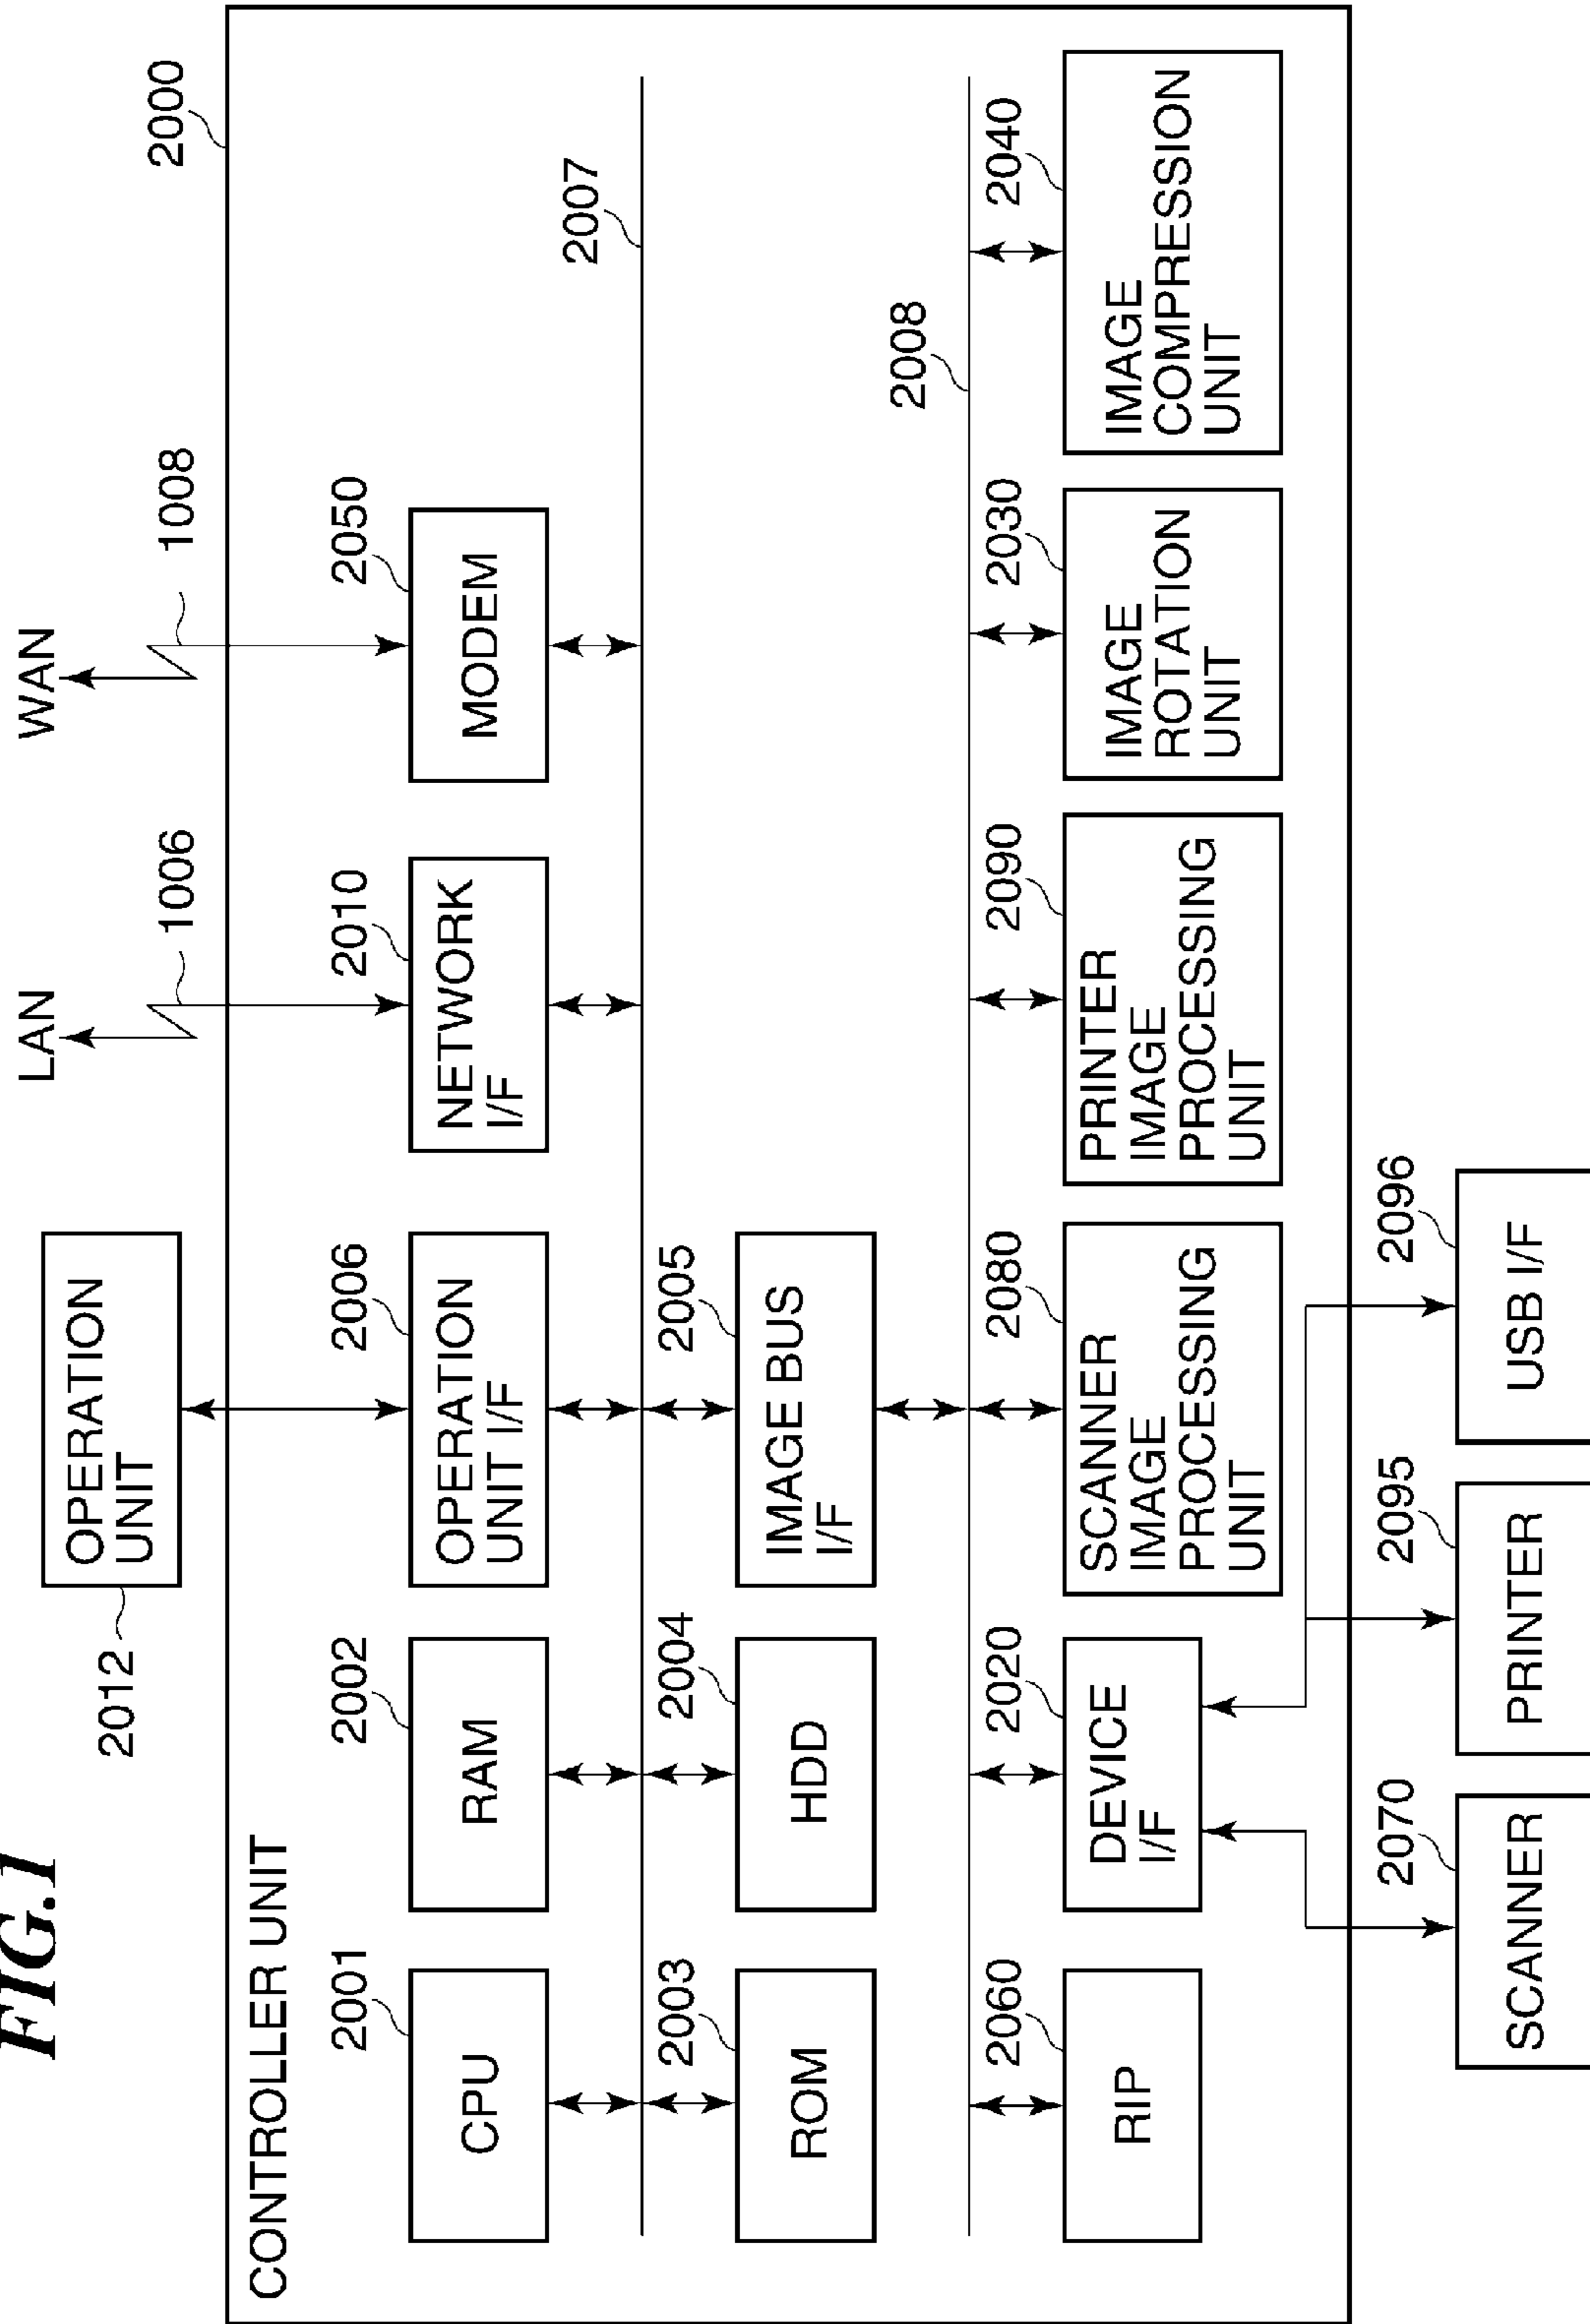 FIG.1
LAN
WAN
1006
1008
2000
OPERATION
UNIT
2012
CONTROLLER UNIT
2001
CPU
2002
RAM
2006
OPERATION
UNIT I/F
2010
NETWORK
I/F
2050
MODEM
2007
2003
ROM
2004
HDD
2005
IMAGE BUS
I/F
2008
2060
RIP
2020
DEVICE
I/F
2080
SCANNER
IMAGE
PROCESSING
UNIT
2090
PRINTER
IMAGE
PROCESSING
UNIT
2030
IMAGE
ROTATION
UNIT
2040
IMAGE
COMPRESSION
UNIT
2070
SCANNER
2095
PRINTER
2096
USB I/F